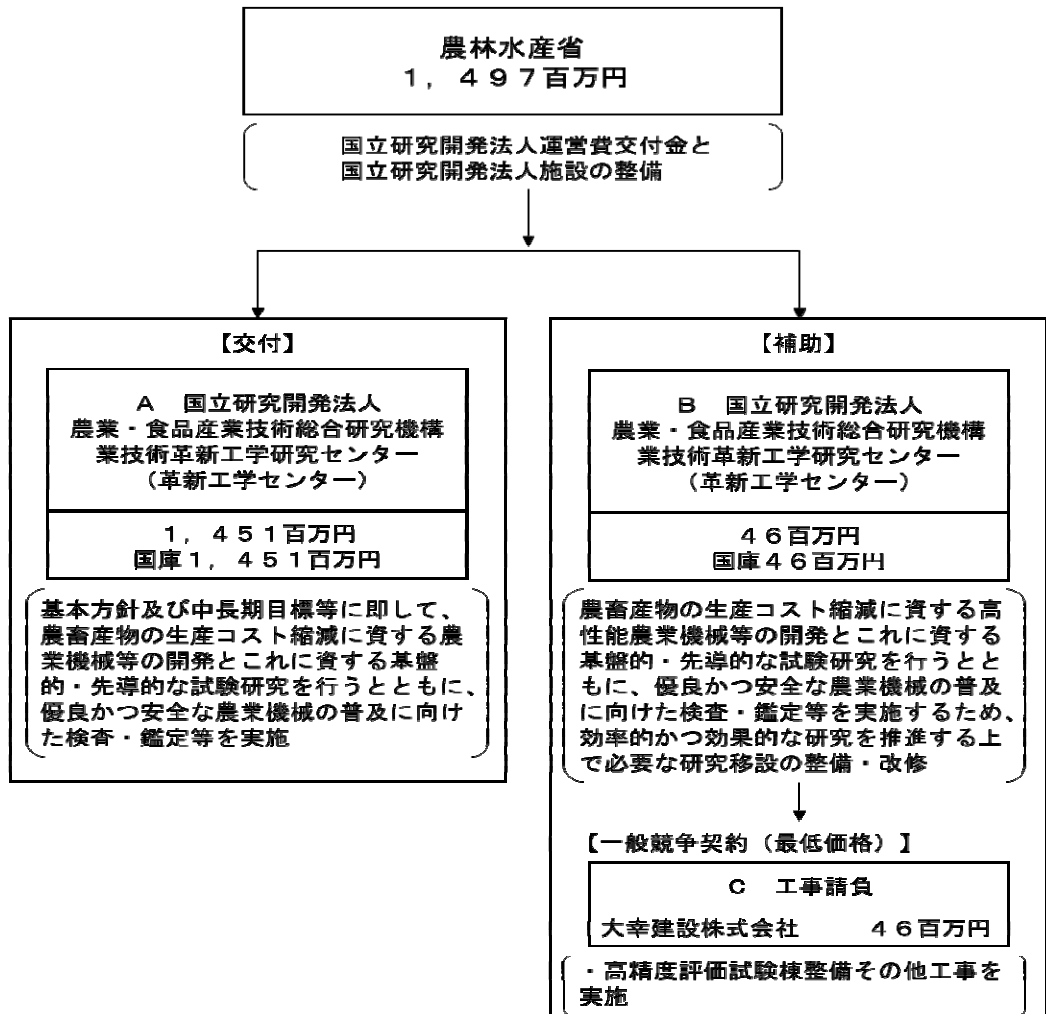 農林水産省
１，４９７百万円
国立研究開発法人運営費交付金と
国立研究開発法人施設の整備
【交付】
Ａ　国立研究開発法人
農業・食品産業技術総合研究機構
業技術革新工学研究センター
（革新工学センター）
１，４５１百万円
国庫１，４５１百万円
基本方針及び中長期目標等に即して、
農畜産物の生産コスト縮減に資する農
業機械等の開発とこれに資する基盤
的・先導的な試験研究を行うとともに、
優良かつ安全な農業機械の普及に向け
た検査・鑑定等を実施
【補助】
Ｂ　国立研究開発法人
農業・食品産業技術総合研究機構
業技術革新工学研究センター
（革新工学センター）
４６百万円
国庫４６百万円
農畜産物の生産コスト縮減に資する高
性能農業機械等の開発とこれに資する
基盤的・先導的な試験研究を行うとと
もに、優良かつ安全な農業機械の普及
に向けた検査・鑑定等を実施するため、
効率的かつ効果的な研究を推進する上
で必要な研究移設の整備・改修
【一般競争契約（最低価格）】
Ｃ　工事請負
大幸建設株式会社　　　４６百万円
・高精度評価試験棟整備その他工事を
実施